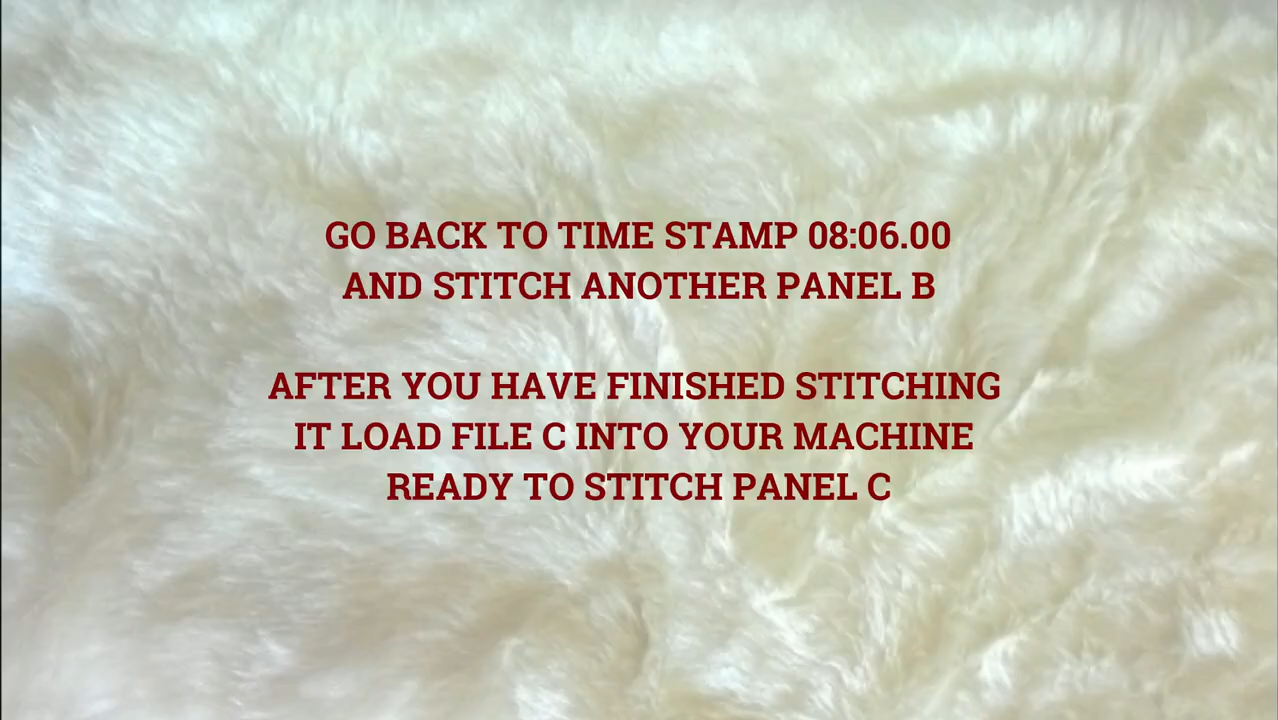 GO BACK TO TIME STAMP 08:06.00
AND STITCH ANOTHER PANEL B
AFTER YOU HAVE FINISHED STITCHING
IT LOAD FILE C INTO YOUR MACHINE
READY TO STITCH PANEL C